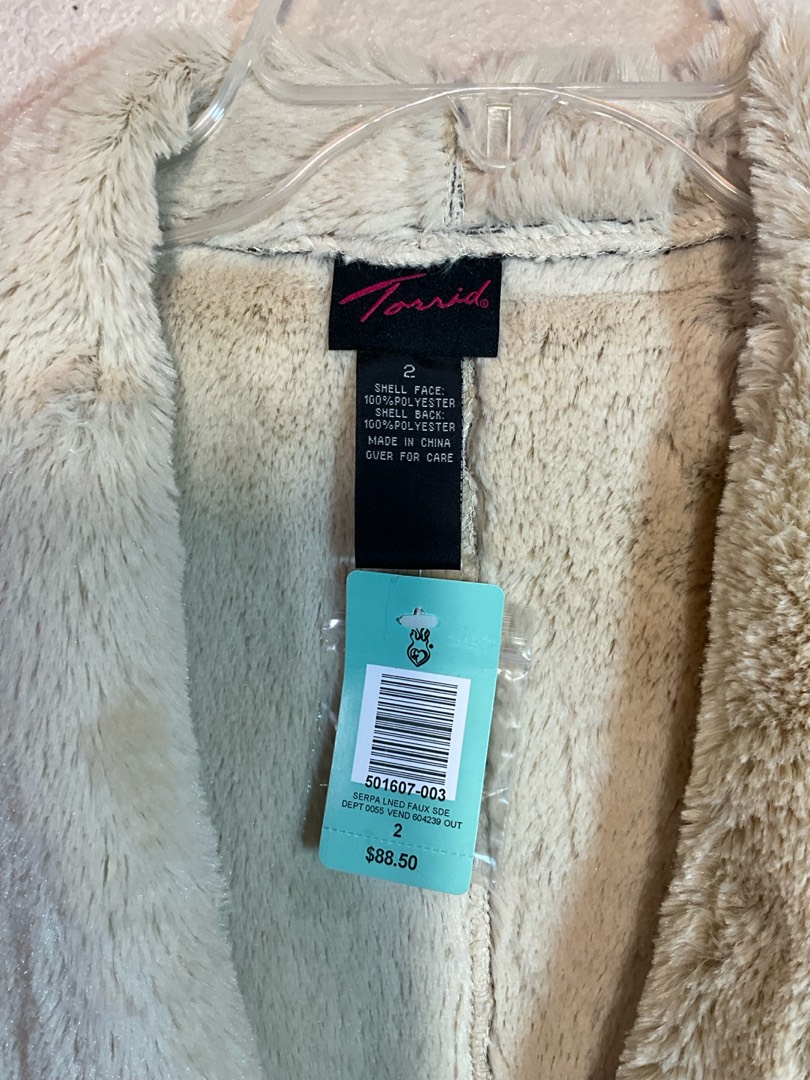 Torrid®
2
SHELL FACE:
100%POLYESTER
SHELL BACK:
100%POLYESTER
MADE IN CHINA
OVER FOR CARE
501607-003
SERPA LNED FAUX SDE
DEPT 0055 VEND 604239 OUT
2
$88.50